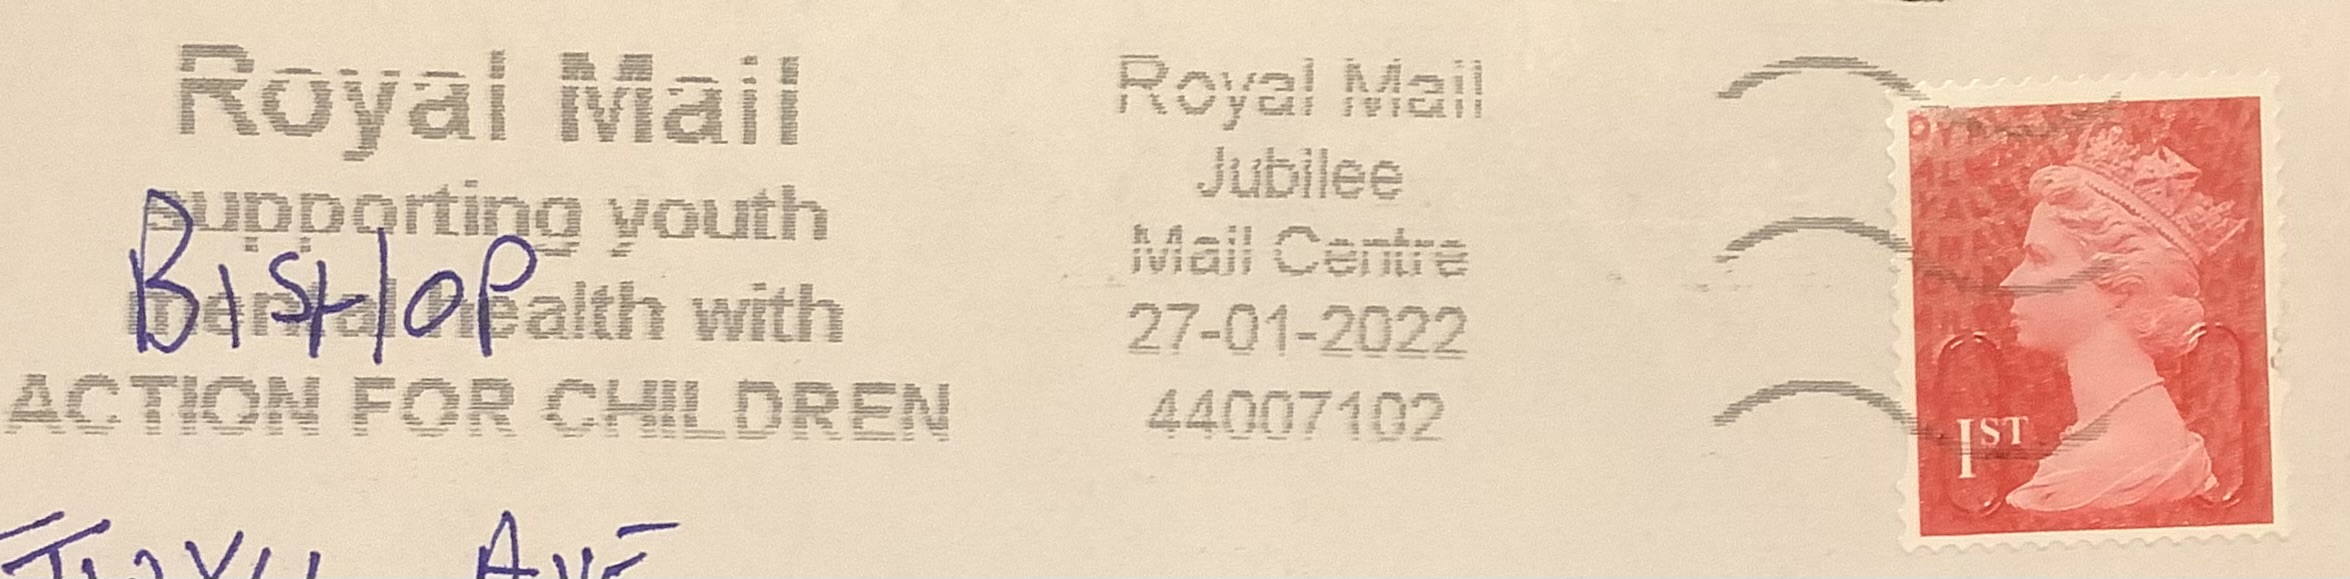 Royal Mail
supporting youth
mental health with
ACTION FOR CHILDREN
BISHOP
AVE
Royal Mail
Jubilee
Mail Centre
27-01-2022
44007102
1ST